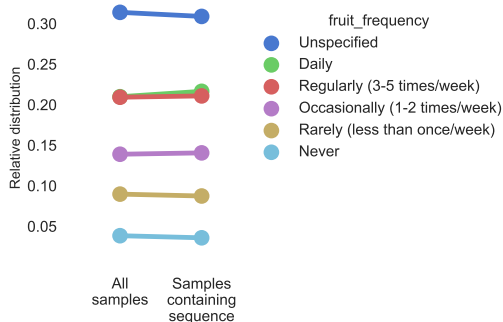 fruit_frequency
Unspecified
Daily
Regularly (3-5 times/week)
Occasionally (1-2 times/week)
Rarely (less than once/week)
Never
Relative distribution
0.30
0.25
0.20
0.15
0.10
0.05
All
samples
Samples
containing
sequence